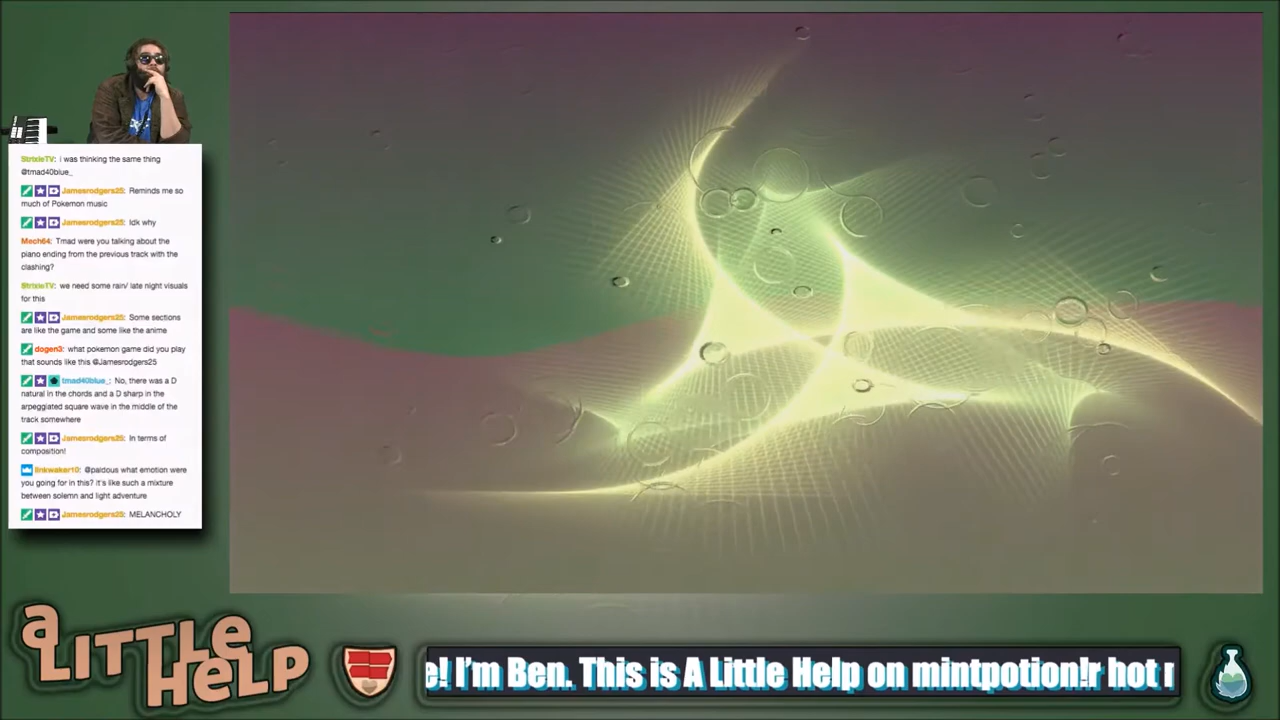 StrixieTV: i was thinking the same thing
@tmad40blue_
Jamesrodgers25: Reminds me so
much of Pokemon music
Jamesrodgers25: Idk why
Mech64: Tmad were you talking about the
piano ending from the previous track with the
clashing?
StrixieTV: we need some rain/ late night visuals
for this
Jamesrodgers25: Some sections
are like the game and some like the anime
dogen3: what pokemon game did you play
that sounds like this @Jamesrodgers25
tmad40blue_: No, there was a D
natural in the chords and a D sharp in the
arpeggiated square wave in the middle of the
track somewhere
Jamesrodgers25: In terms of
composition!
linkwaker10: @paldous what emotion were
you going for in this? it's like such a mixture
between solemn and light adventure
Jamesrodgers25: MELANCHOLY
a LITTLE HELP
e! I'm Ben. This is A Little Help on mintpotion!r hot r